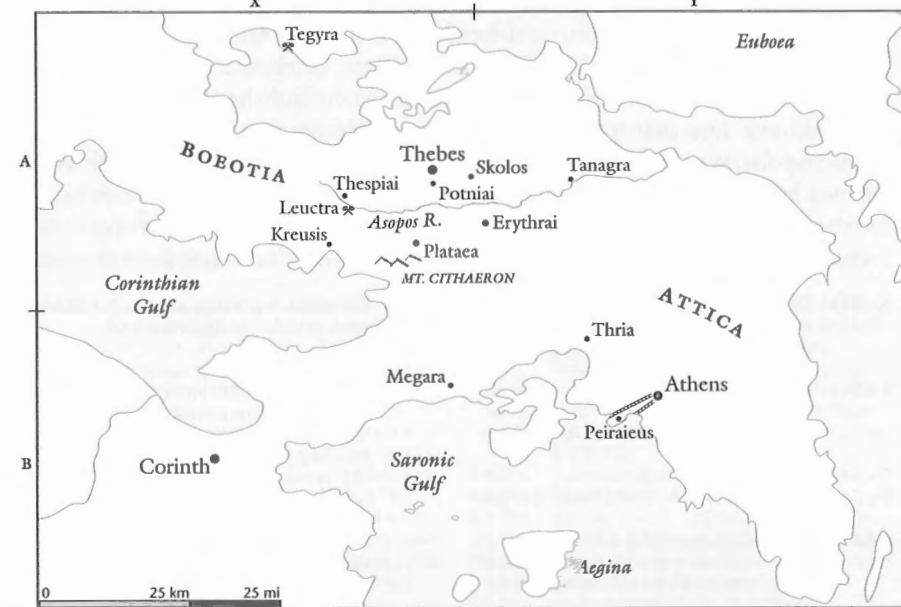 X
Y
Tegyra
Euboea
A
BOEOTIA
Thebes
Skolos
Tanagra
Thespiai
Potniai
Leuctra
Asopos R.
Erythrai
Kreusis
Plataea
MT. CITHAERON
Corinthian
Gulf
ATTICA
Thria
Megara
Athens
Peiraieus
B
Corinth
Saronic
Gulf
Aegina
0 25 km 25 mi